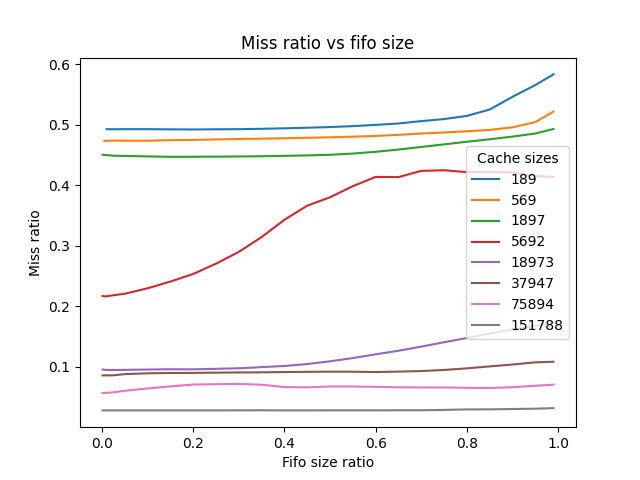 Miss ratio vs fifo size
0.6
0.5
0.4
0.3
0.2
0.1
Miss ratio
Cache sizes
189
569
1897
5692
18973
37947
75894
151788
0.0 0.2 0.4 0.6 0.8 1.0
Fifo size ratio